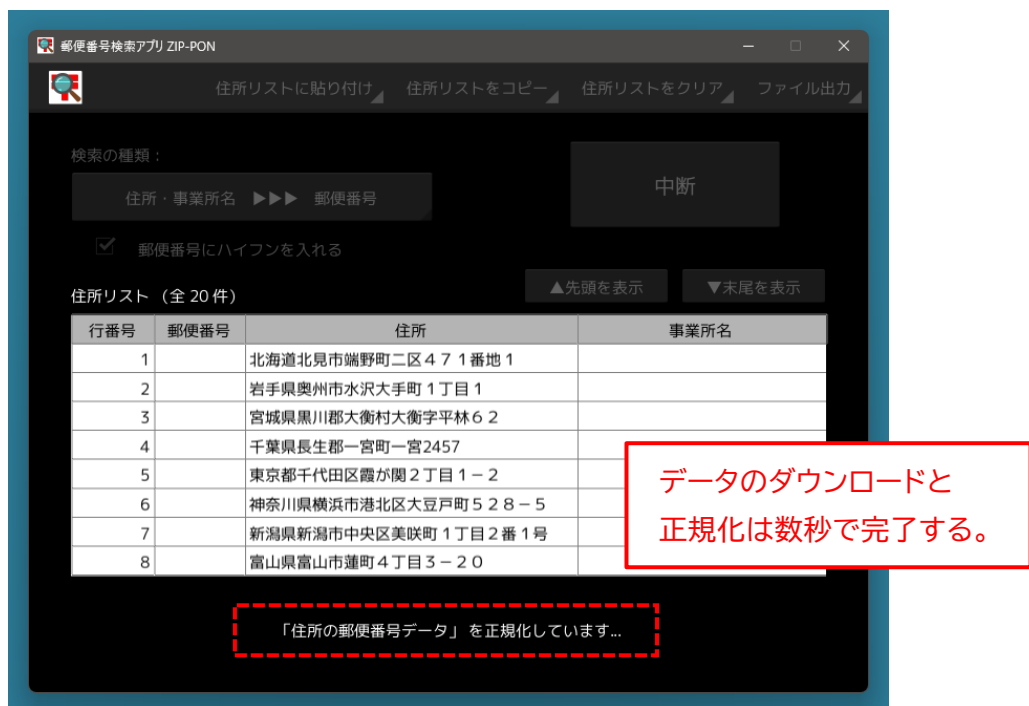 郵便番号検索アプリ ZIP-PON
住所リストに貼り付け 住所リストをコピー 住所リストをクリア ファイル出力
検索の種類：
住所・事業所名 ▶▶▶ 郵便番号
中断
郵便番号にハイフンを入れる
住所リスト （全 20 件） ▲先頭を表示 ▼末尾を表示
行番号 郵便番号 住所 事業所名
1 北海道北見市端野町二区４７１番地１
2 岩手県奥州市水沢大手町１丁目１
3 宮城県黒川郡大衡村大衡字平林６２
4 千葉県長生郡一宮町一宮2457
5 東京都千代田区霞が関２丁目１－２
6 神奈川県横浜市港北区大豆戸町５２８－５
7 新潟県新潟市中央区美咲町１丁目２番１号
8 富山県富山市蓮町４丁目３－２０
データのダウンロードと
正規化は数秒で完了する。
「住所の郵便番号データ」 を正規化しています...